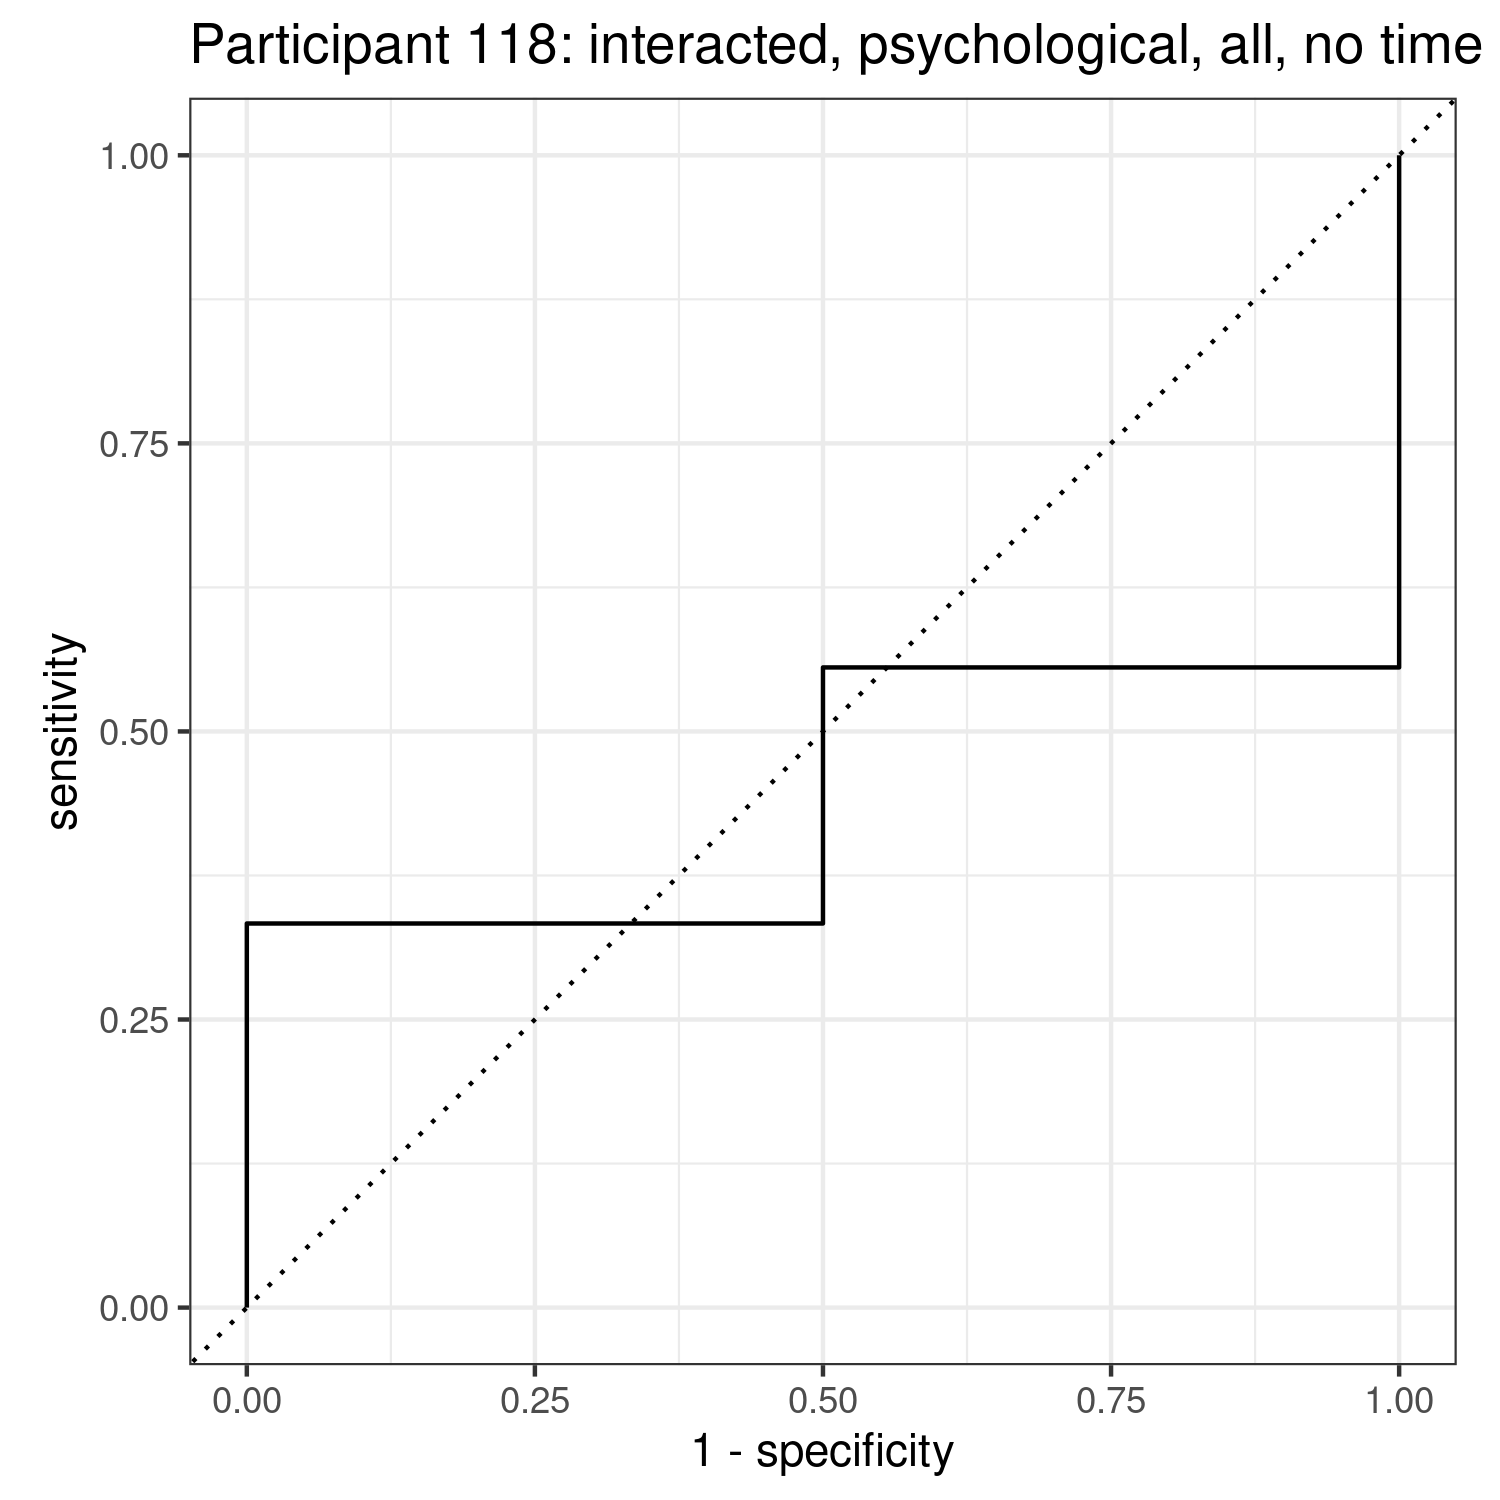 Participant 118: interacted, psychological, all, no time
1.00
0.75
0.50
0.25
0.00
sensitivity
0.00 0.25 0.50 0.75 1.00
1 - specificity